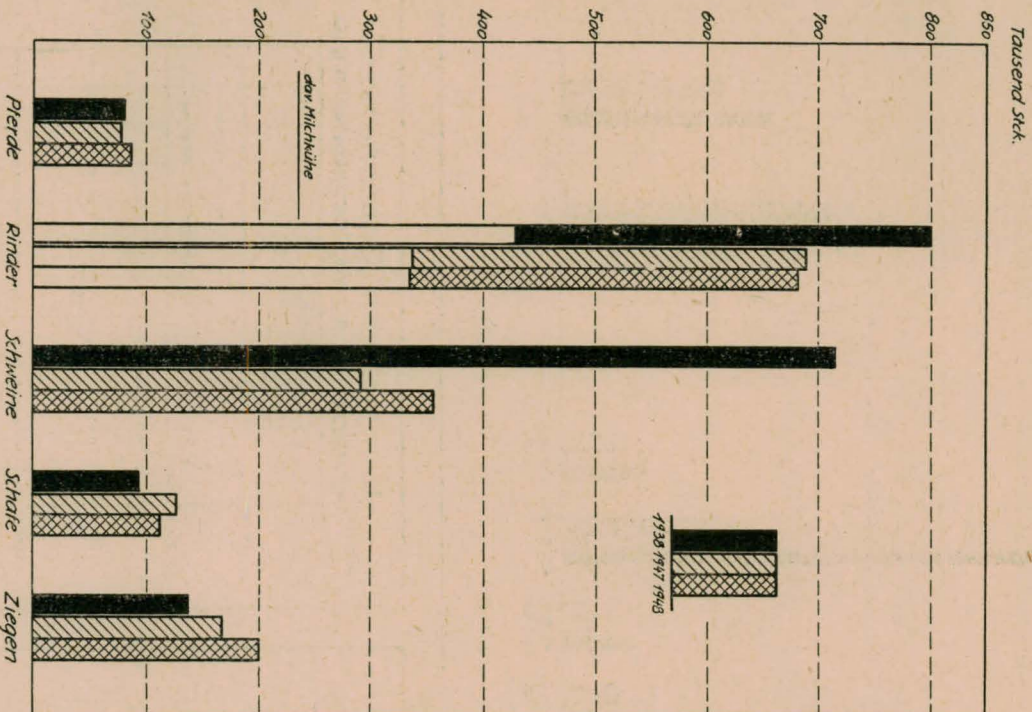 Tausend Stck.
850
800
750
600
500
400
300
200
100
dav Milchkühe
1938 1947 1948
Pferde
Rinder
Schweine
Schafe
Ziegen